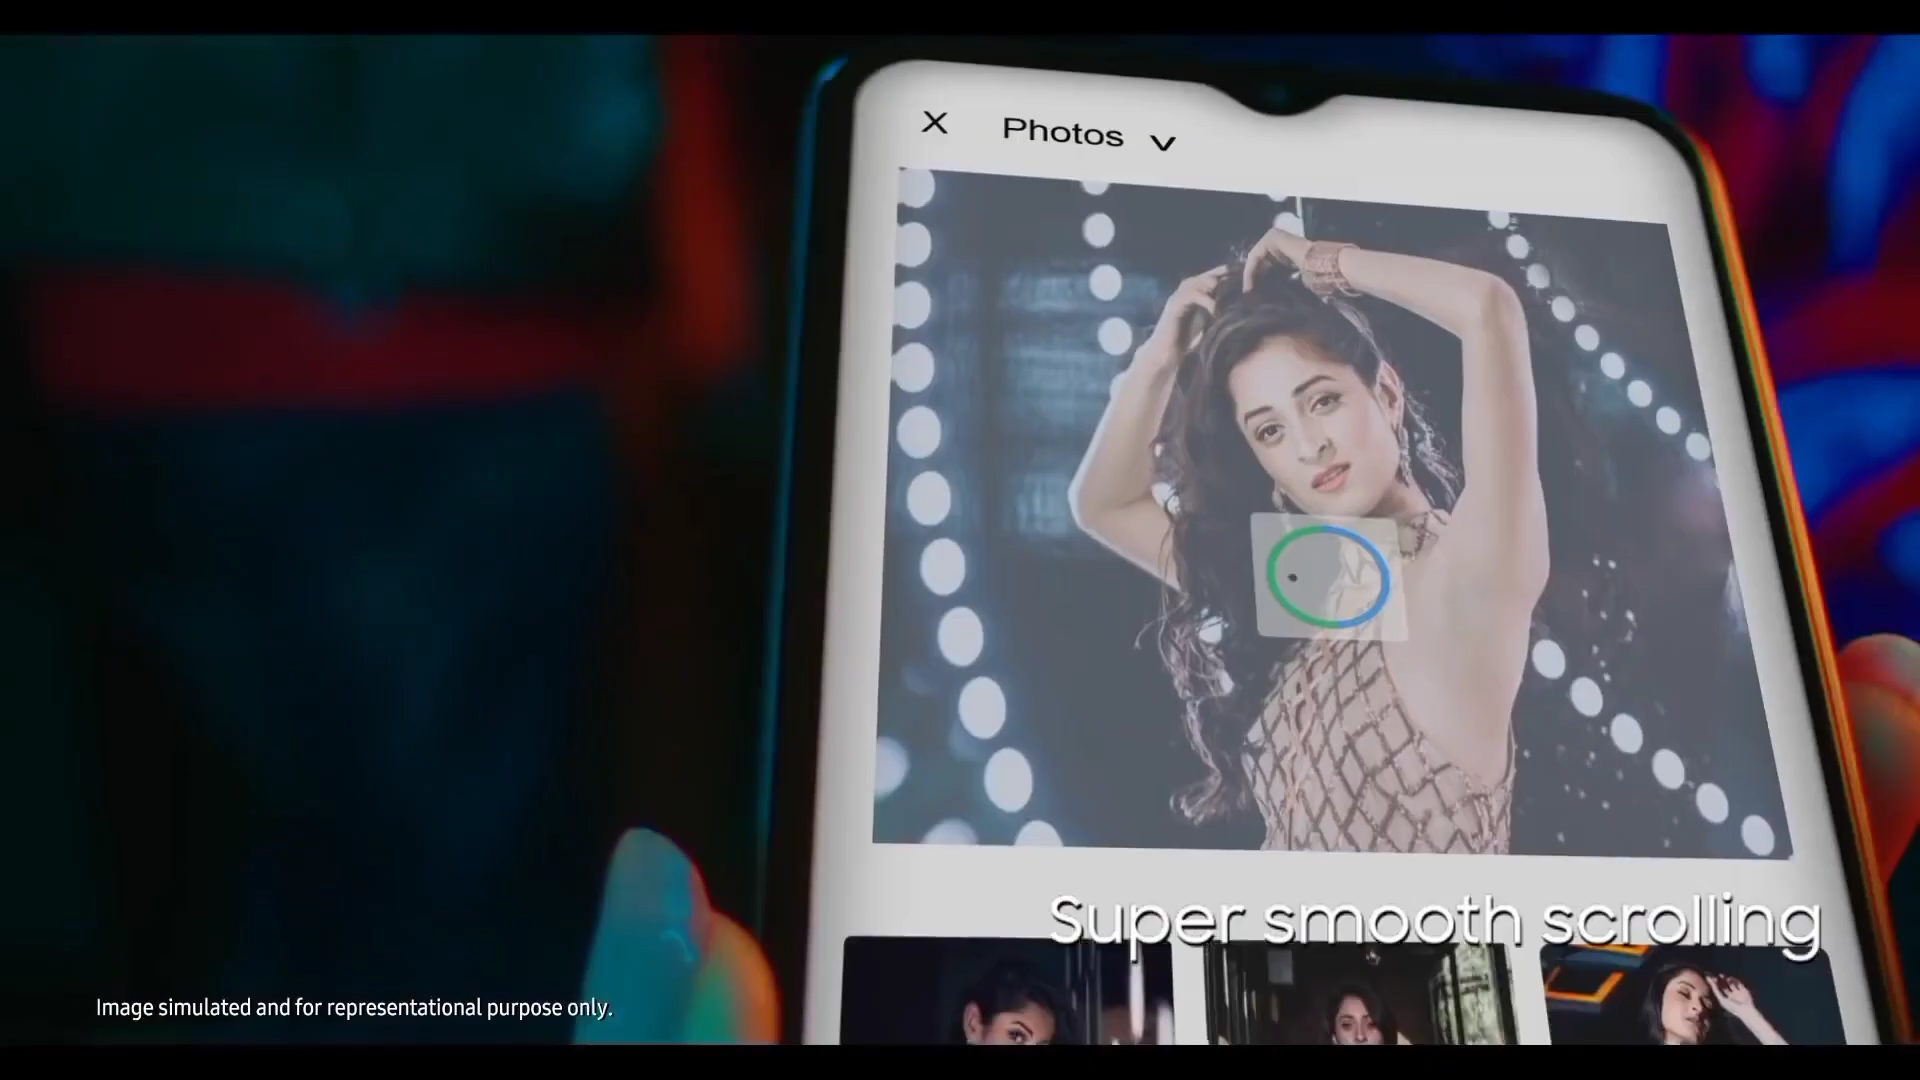 Photos
Super smooth scrolling
Image simulated and for representational purpose only.